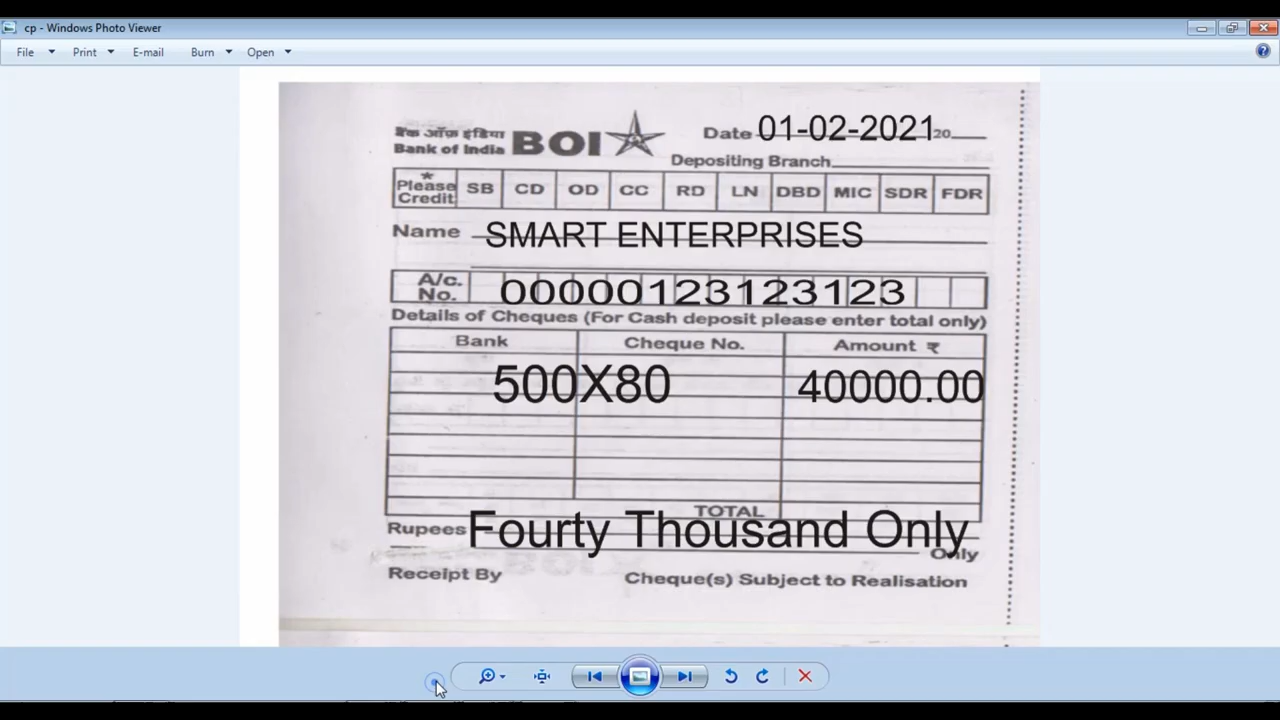 cp - Windows Photo Viewer
File Print E-mail Burn Open
बैंक ऑफ़ इंडिया
Bank of India BOI
Date 01-02-2021 20
Depositing Branch
* Please Credit SB CD OD CC RD LN DBD MIC SDR FDR
Name SMART ENTERPRISES
A/c. No. 00000123123123
Details of Cheques (For Cash deposit please enter total only)
Bank Cheque No. Amount ₹
500X80 40000.00
TOTAL
Rupees Fourty Thousand Only
Only
Receipt By Cheque(s) Subject to Realisation